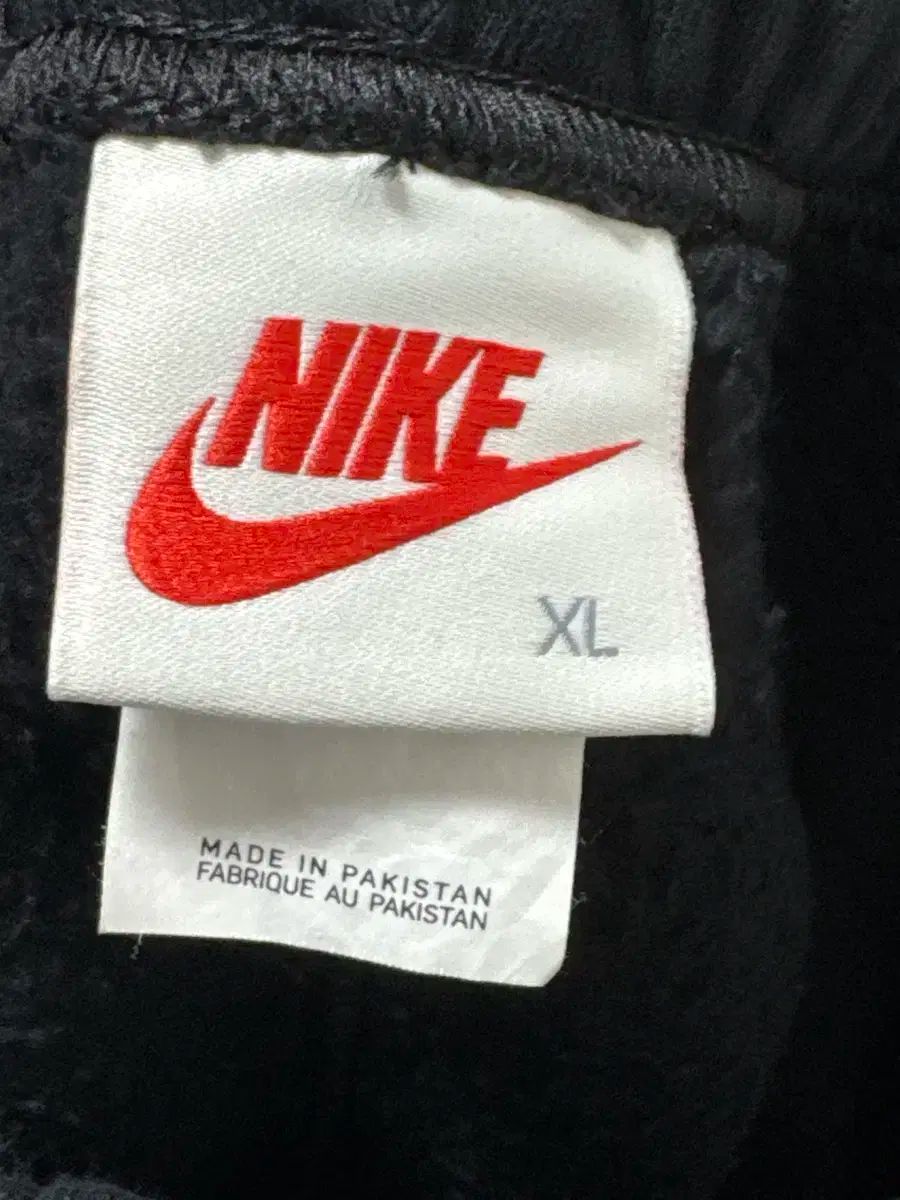 NIKE
XL
MADE IN PAKISTAN
FABRIQUE AU PAKISTAN